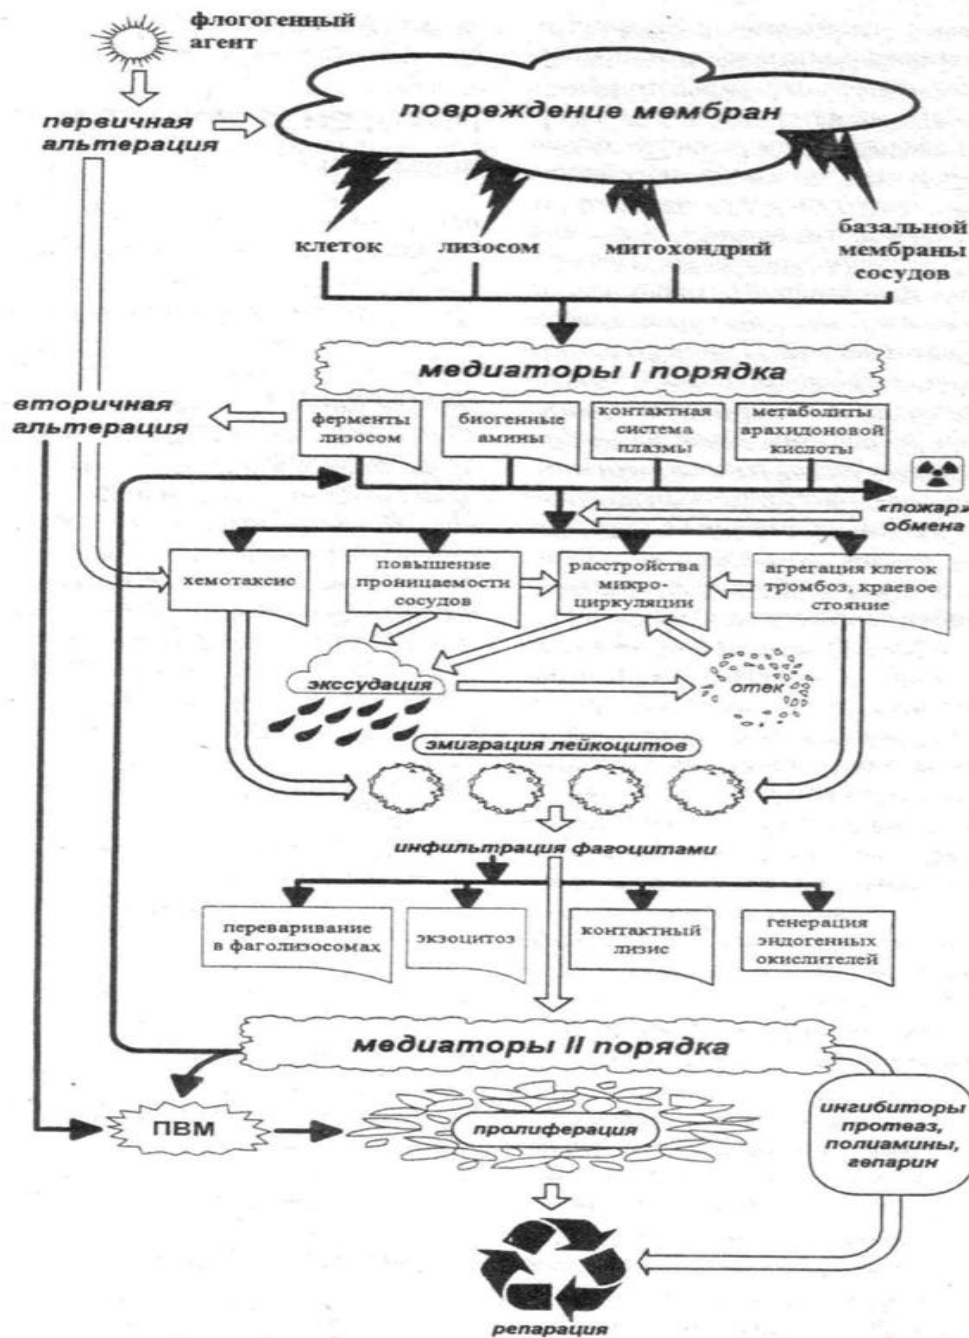 флогогенный
агент
повреждение мембран
первичная
альтерация
клеток
лизосом
митохондрий
базальной
мембраны
сосудов
медиаторы I порядка
вторичная
альтерация
ферменты
лизосом
биогенные
амины
контактная
система
плазмы
метаболиты
арахидоновой
кислоты
«пожар»
обмена
хемотаксис
повышение
проницаемости
сосудов
расстройства
микро-
циркуляции
агрегация клеток
тромбоз, краевое
стояние
экссудация
отек
эмиграция лейкоцитов
инфильтрация фагоцитами
переваривание
в фаголизосомах
экзоцитоз
контактный
лизис
генерация
эндогенных
окислителей
медиаторы II порядка
ПВМ
пролиферация
ингибиторы
протеаз,
полиамины,
гепарин
репарация